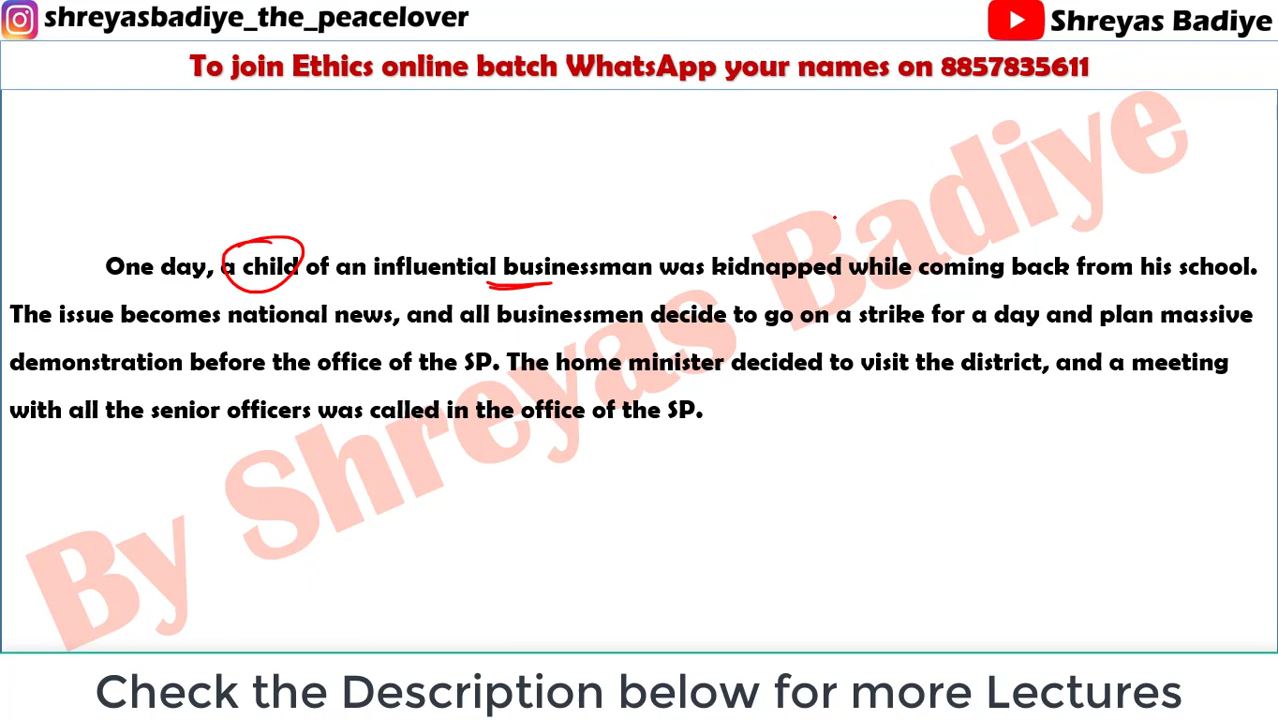 shreyasbadiye_the_peacelover
Shreyas Badiye
To join Ethics online batch WhatsApp your names on 8857835611
One day, a child of an influential businessman was kidnapped while coming back from his school.
The issue becomes national news, and all businessmen decide to go on a strike for a day and plan massive
demonstration before the office of the SP. The home minister decided to visit the district, and a meeting
with all the senior officers was called in the office of the SP.
By Shreyas Badiye
Check the Description below for more Lectures